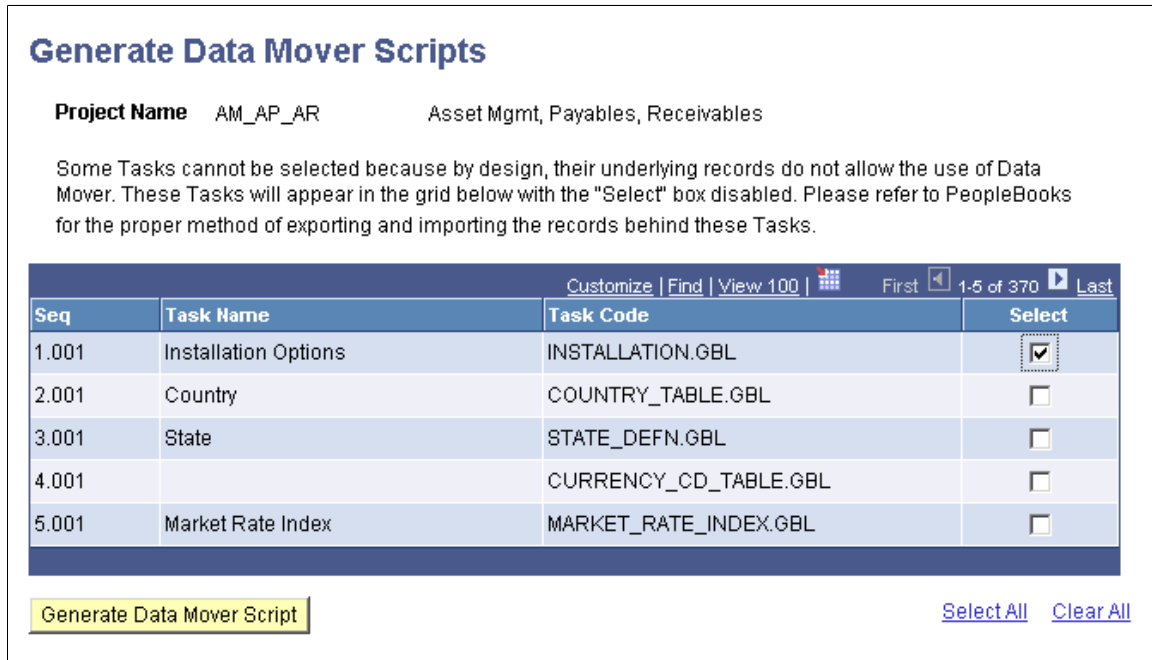 Generate Data Mover Scripts
Project Name AM_AP_AR Asset Mgmt, Payables, Receivables
Some Tasks cannot be selected because by design, their underlying records do not allow the use of Data
Mover. These Tasks will appear in the grid below with the "Select" box disabled. Please refer to PeopleBooks
for the proper method of exporting and importing the records behind these Tasks.
Customize | Find | View 100 | First 1-5 of 370 Last
Seq Task Name Task Code Select
1.001 Installation Options INSTALLATION.GBL
2.001 Country COUNTRY_TABLE.GBL
3.001 State STATE_DEFN.GBL
4.001 CURRENCY_CD_TABLE.GBL
5.001 Market Rate Index MARKET_RATE_INDEX.GBL
Generate Data Mover Script Select All Clear All